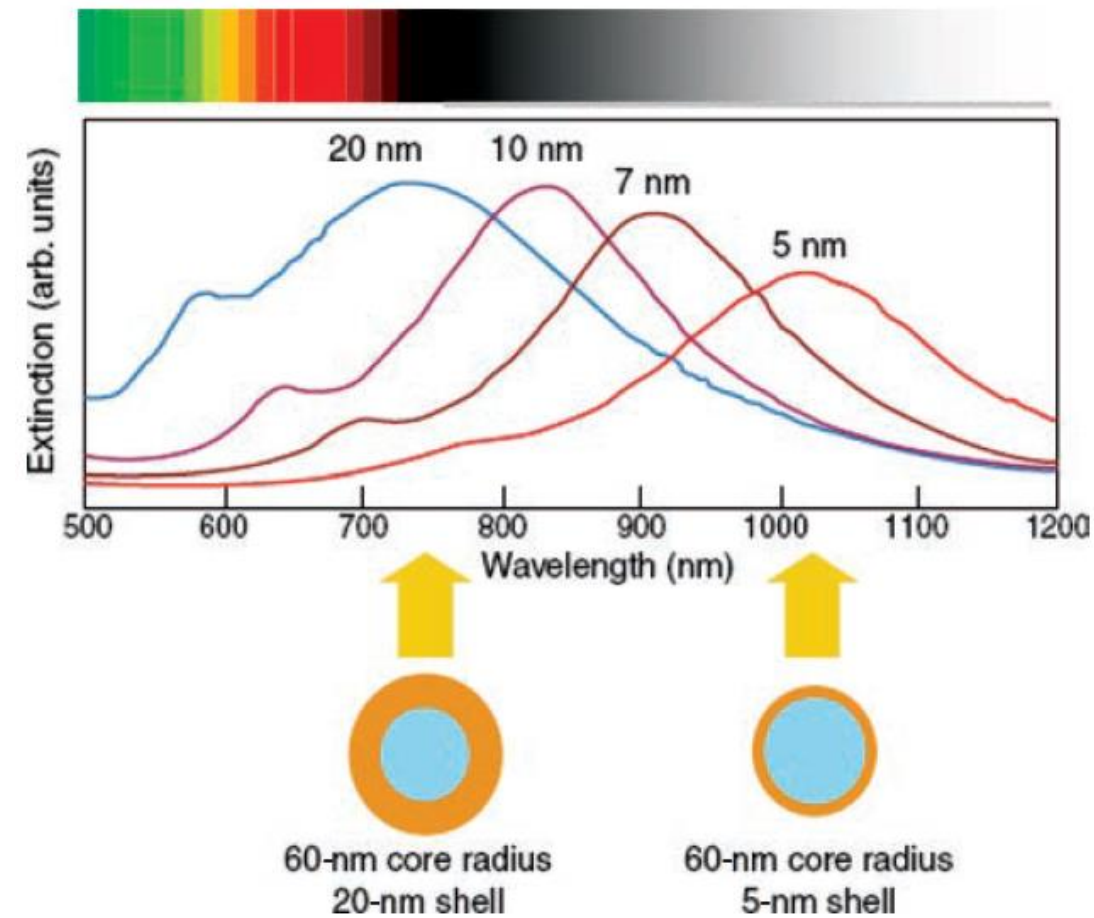 20 nm
10 nm
7 nm
5 nm
Extinction (arb. units)
500 600 700 800 900 1000 1100 1200
Wavelength (nm)
60-nm core radius
20-nm shell
60-nm core radius
5-nm shell